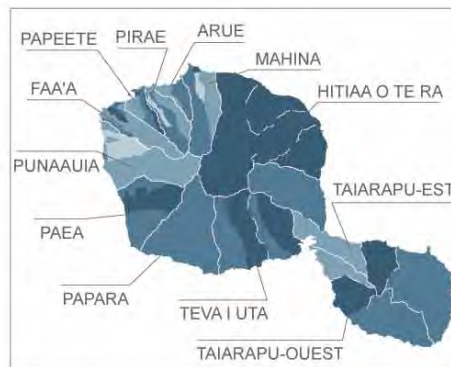 PAPEETE
PIRAE
ARUE
MAHINA
FAA'A
HITIAA O TE RA
PUNAAUIA
TAIARAPU-EST
PAEA
PAPARA
TEVA I UTA
TAIARAPU-OUEST